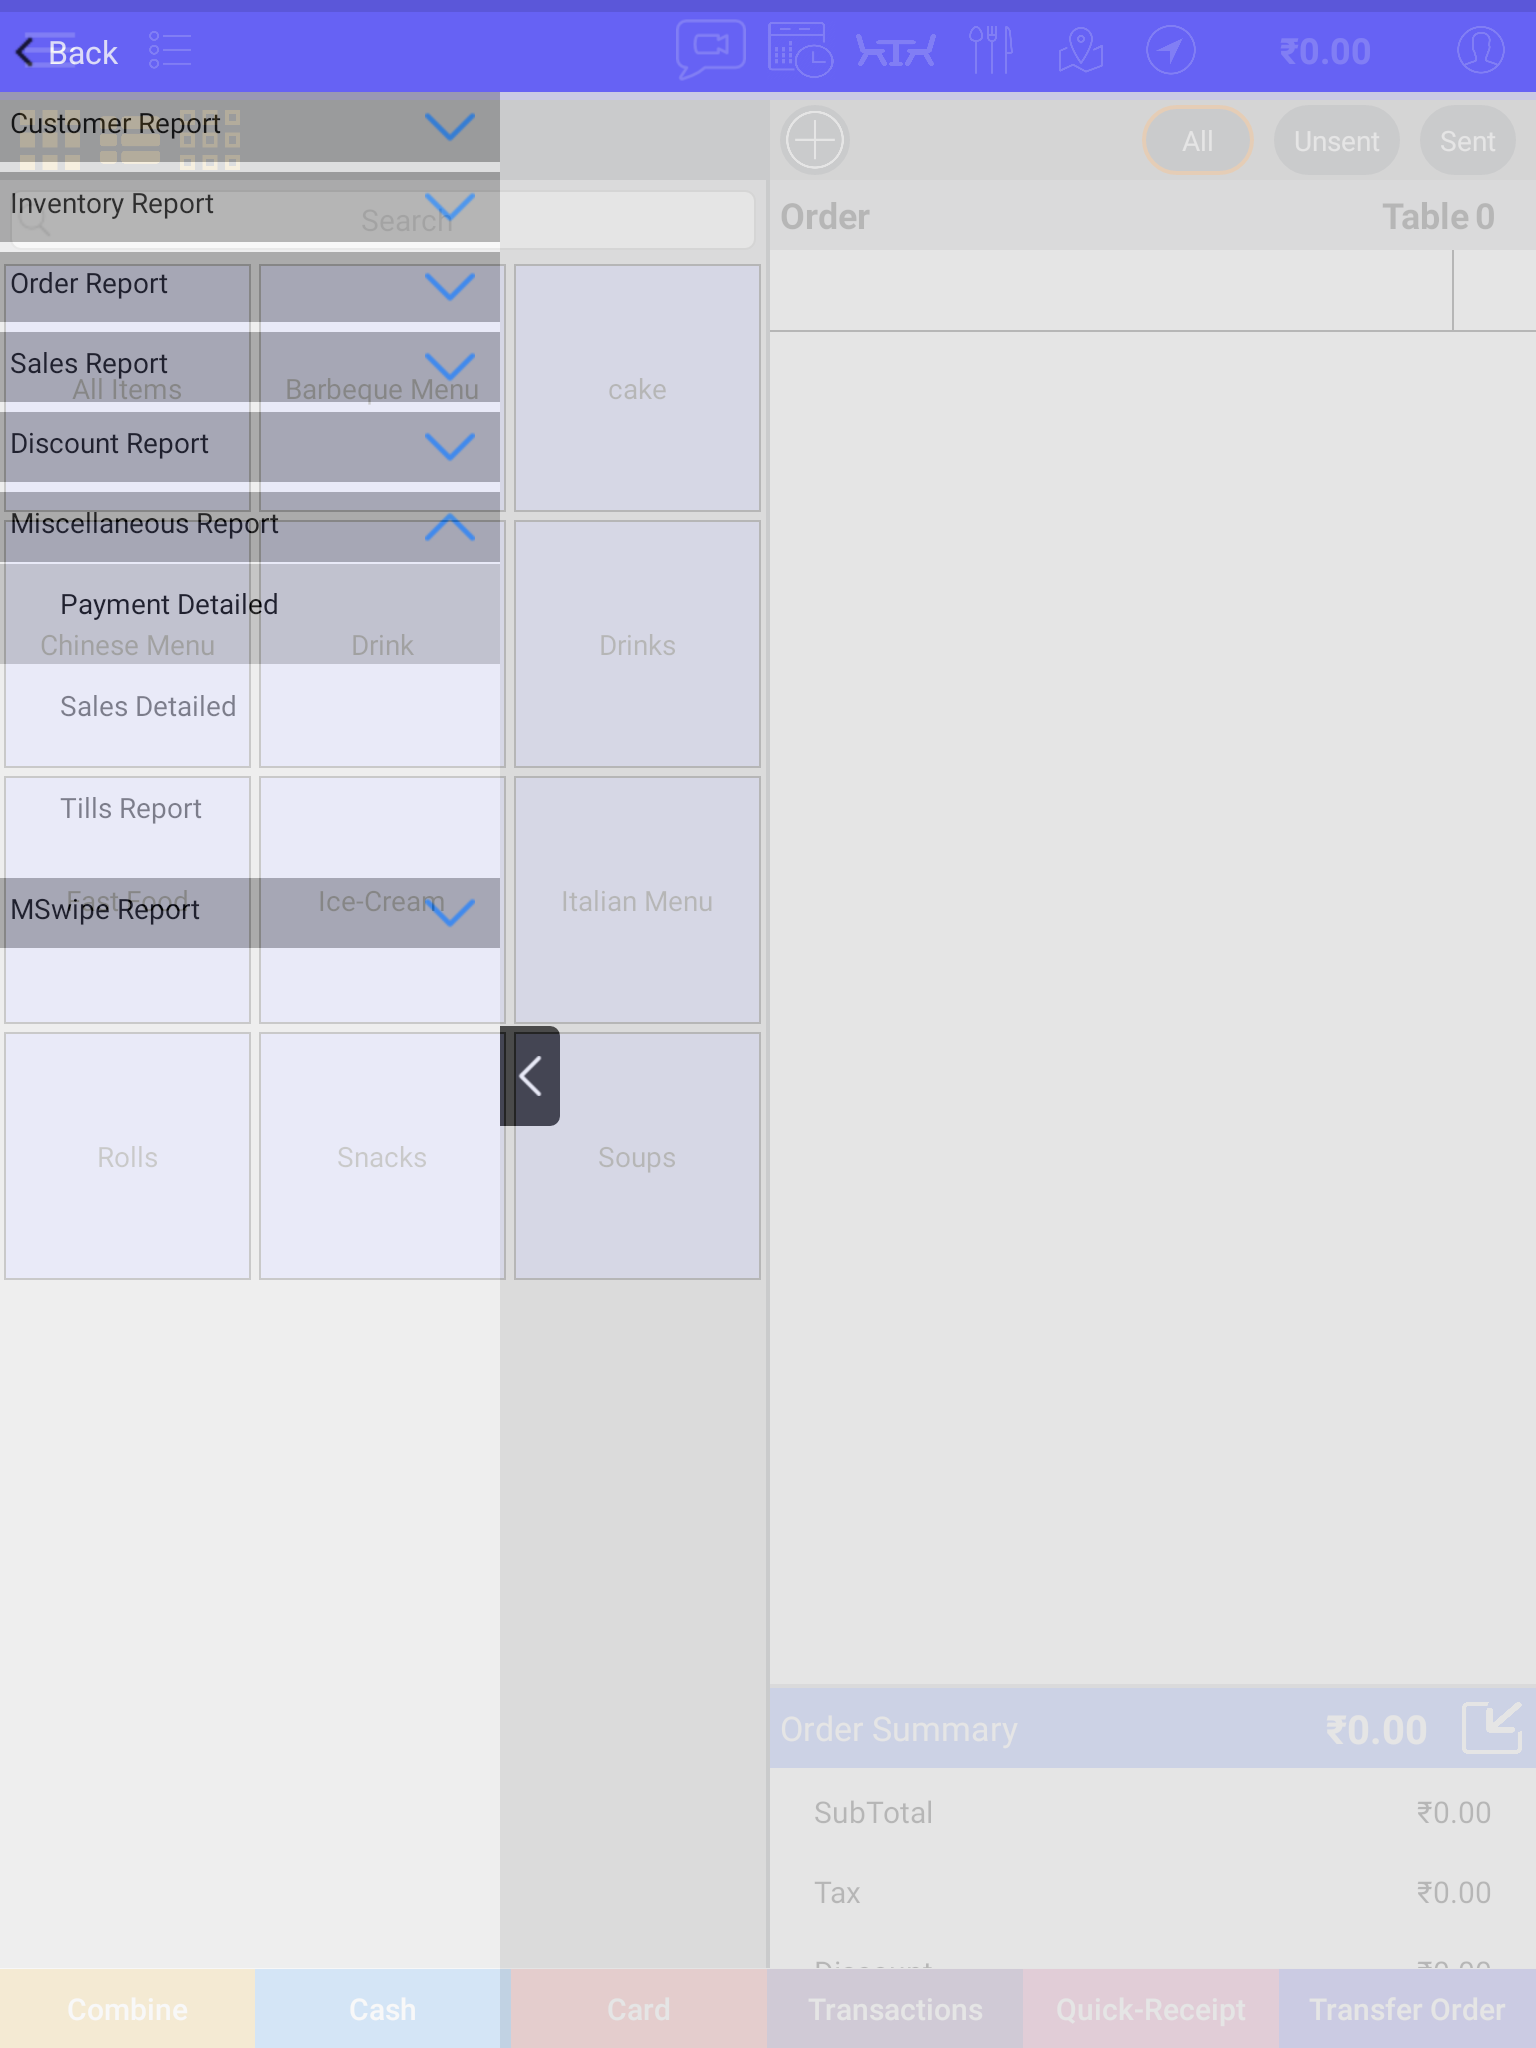 Back
₹0.00
Customer Report
All
Unsent
Sent
Inventory Report
Search
Order
Table 0
Order Report
Sales Report
All Items
Barbeque Menu
cake
Discount Report
Miscellaneous Report
Payment Detailed
Chinese Menu
Drink
Drinks
Sales Detailed
Tills Report
Fast Food
Ice-Cream
Italian Menu
MSwipe Report
Rolls
Snacks
Soups
Order Summary
₹0.00
SubTotal
₹0.00
Tax
₹0.00
Discount
₹0.00
Combine
Cash
Card
Transactions
Quick-Receipt
Transfer Order